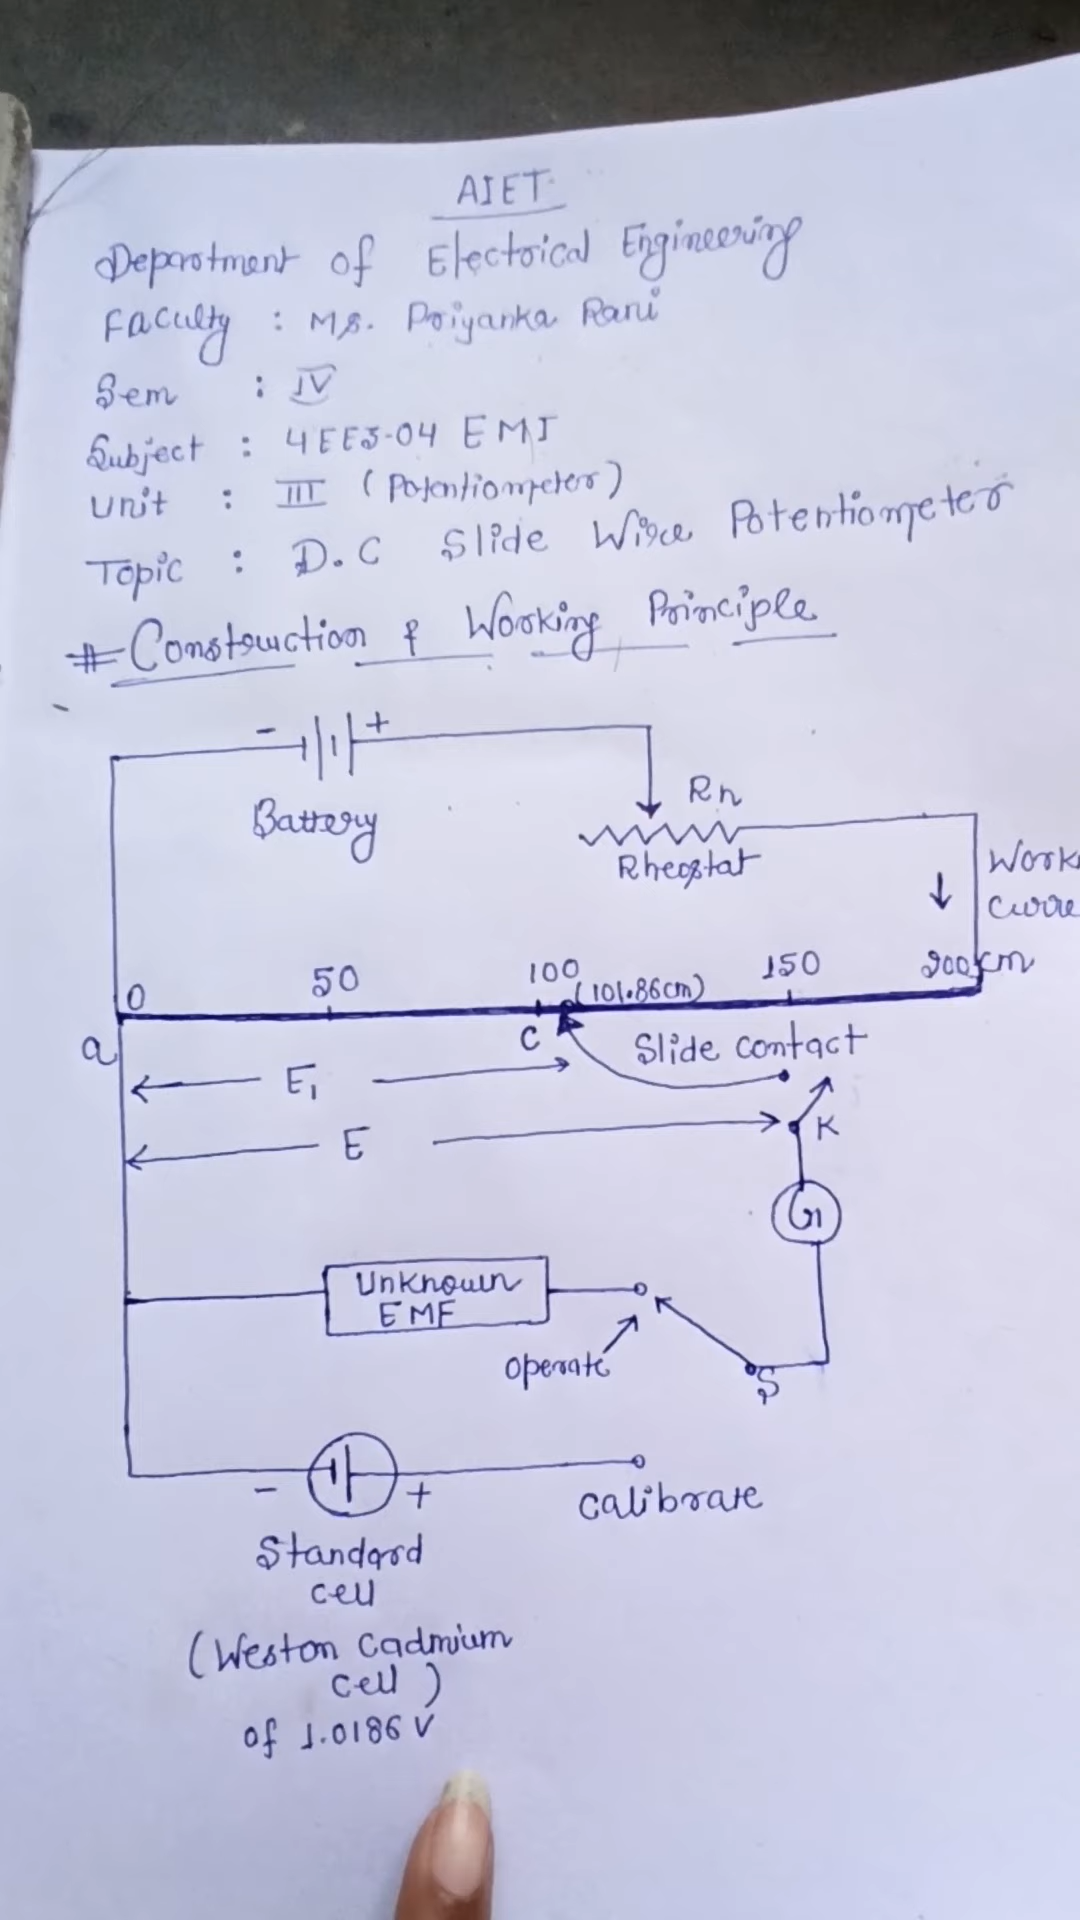 AIET
Department of Electrical Engineering
Faculty : Ms. Priyanka Rani
Sem : IV
Subject : 4EE3-04 EMI
Unit : III (Potentiometer)
Topic : D.C Slide Wire Potentiometer
# Construction & Working Principle
- +
Battery
Rh
Rheostat
Work
Curre
0 50 100 (101.86cm) 150 200 cm
a C Slide contact
E1
E K
G
Unknown
EMF
operate
S
- +
calibrate
Standard
cell
(Weston Cadmium
cell)
of 1.0186 V